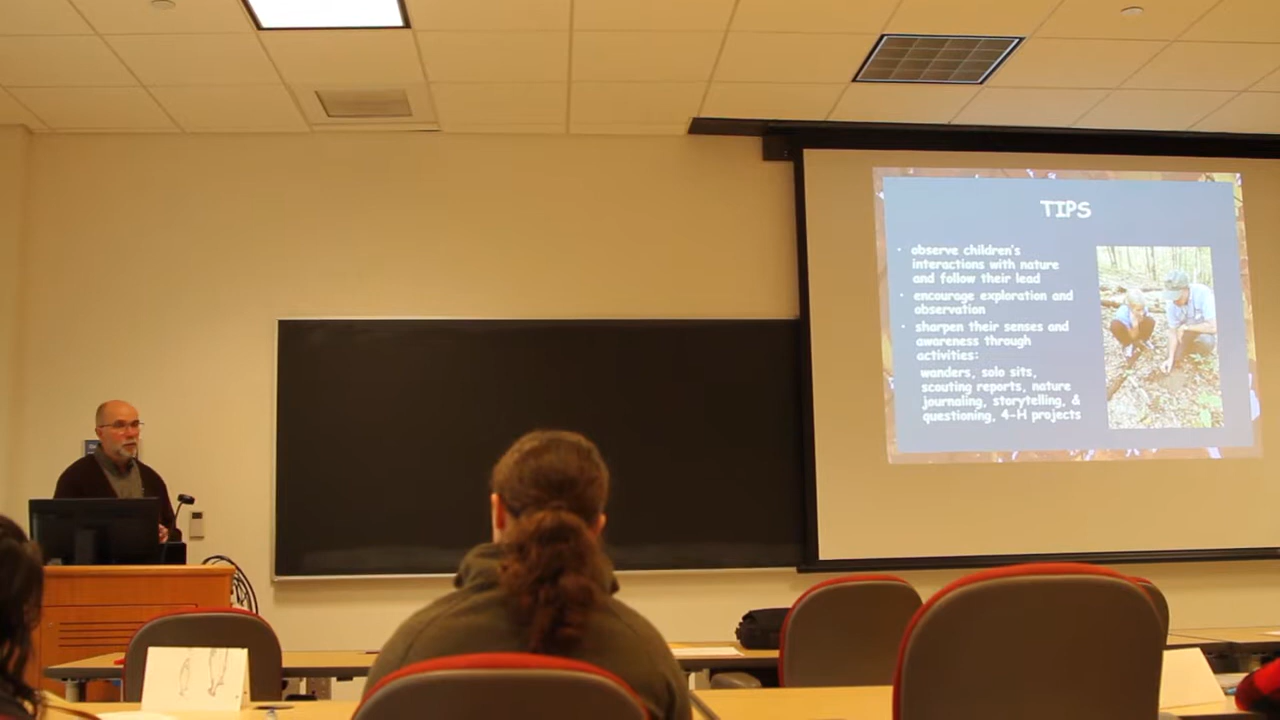 TIPS
• observe children's
interactions with nature
and follow their lead
• encourage exploration and
observation
• sharpen their senses and
awareness through
activities:
wanders, solo sits,
scouting reports, nature
journaling, storytelling, &
questioning, 4-H projects